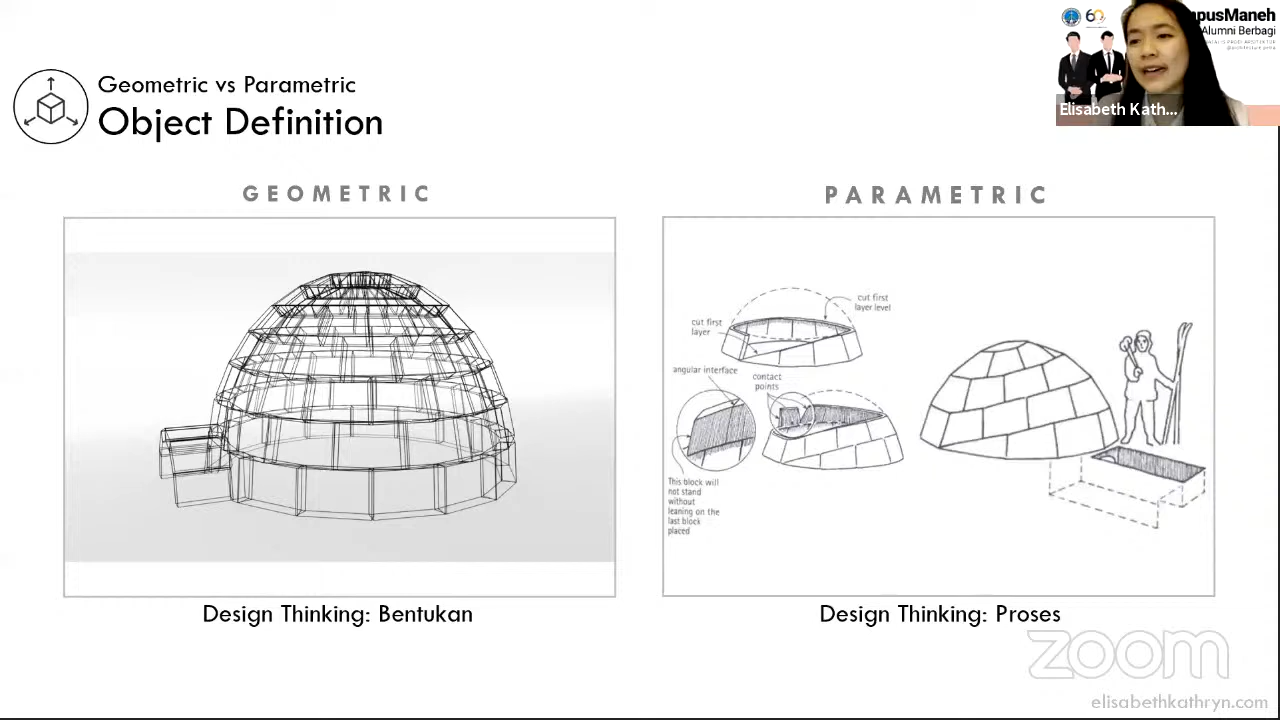 Geometric vs Parametric
Object Definition
60
pusManeh
Alumni Berbagi
Elisabeth Kath...
GEOMETRIC
PARAMETRIC
cut first
layer level
cut first
layer
angular interface
contact
points
This block will
not stand
without
leaning on the
last block
placed
Design Thinking: Bentukan
Design Thinking: Proses
zoom
elisabethkathryn.com